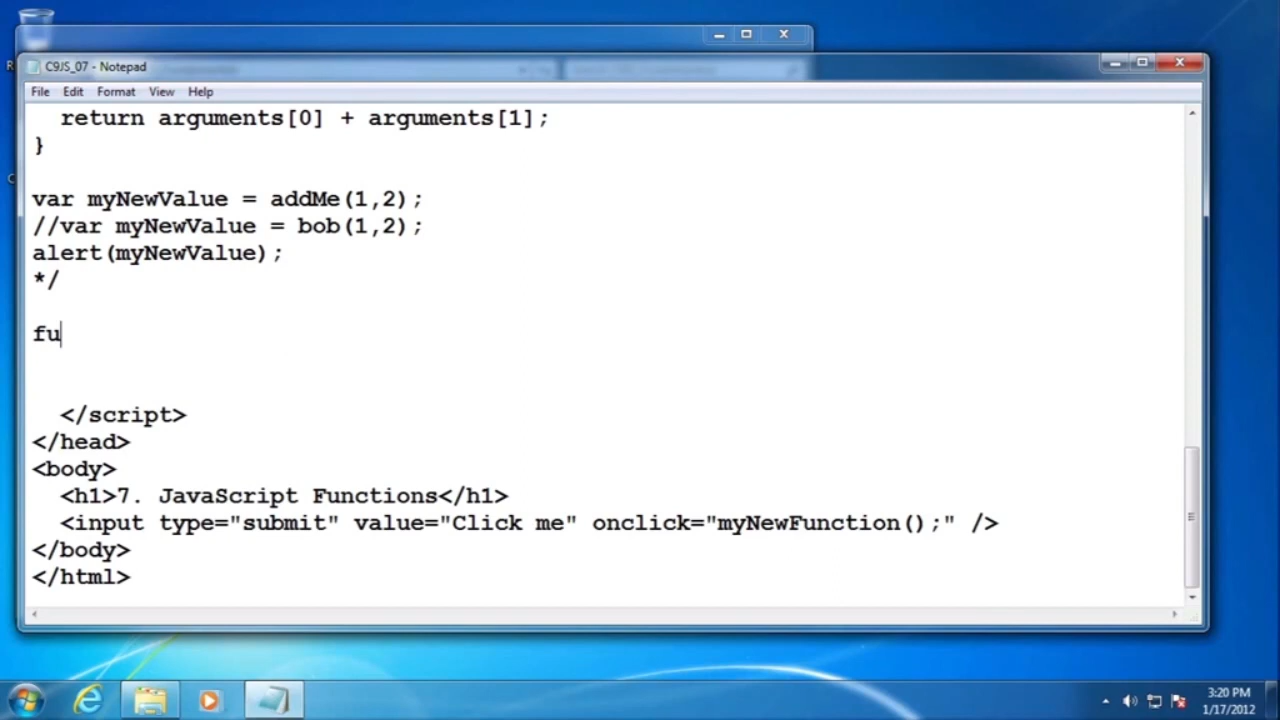 C9JS_07 - Notepad
File Edit Format View Help
return arguments[0] + arguments[1];
}
var myNewValue = addMe(1,2);
//var myNewValue = bob(1,2);
alert(myNewValue);
*/
fu
</script>
</head>
<body>
<h1>7. JavaScript Functions</h1>
<input type="submit" value="Click me" onclick="myNewFunction();" />
</body>
</html>
3:20 PM
1/17/2012